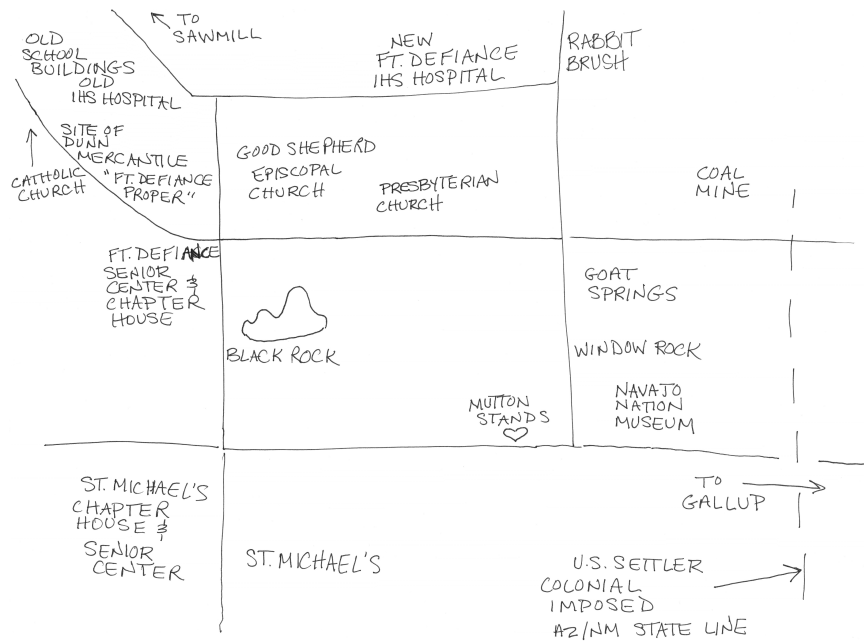 TO
SAWMILL
OLD
SCHOOL
BUILDINGS
OLD
IHS HOSPITAL
NEW
FT. DEFIANCE
IHS HOSPITAL
RABBIT
BRUSH
SITE OF
DUNN
MERCANTILE
"FT. DEFIANCE
PROPER"
CATHOLIC
CHURCH
GOOD SHEPHERD
EPISCOPAL
CHURCH
PRESBYTERIAN
CHURCH
COAL
MINE
FT. DEFIANCE
SENIOR
CENTER &
CHAPTER
HOUSE
GOAT
SPRINGS
BLACK ROCK
WINDOW ROCK
MUTTON
STANDS
NAVAJO
NATION
MUSEUM
ST. MICHAEL'S
CHAPTER
HOUSE &
SENIOR
CENTER
ST. MICHAEL'S
TO
GALLUP
U.S. SETTLER
COLONIAL
IMPOSED
AZ/NM STATE LINE